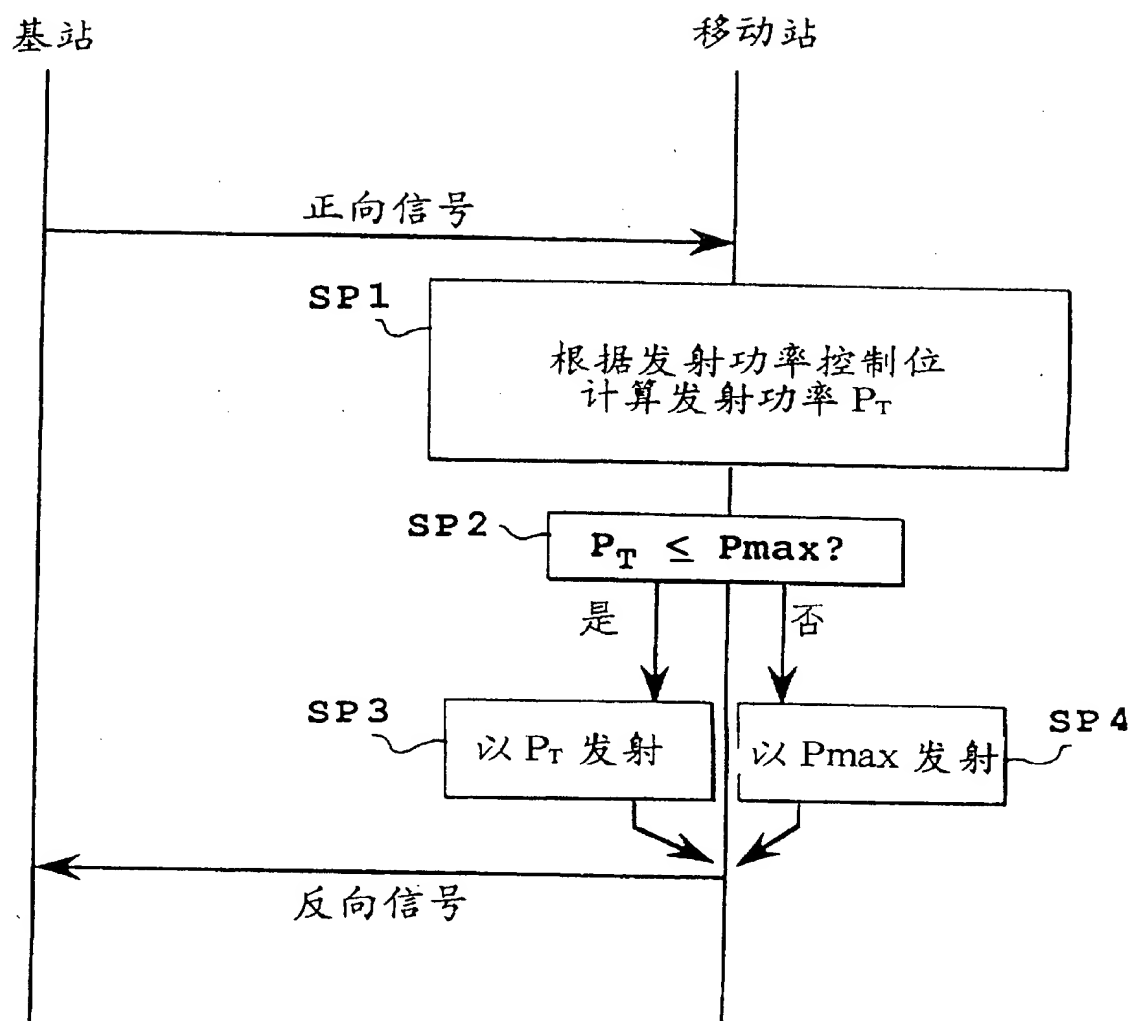 基站
移动站
正向信号
SP1
根据发射功率控制位
计算发射功率 PT
SP2
PT ≤ Pmax?
是
否
SP3
以 PT 发射
以 Pmax 发射
SP4
反向信号